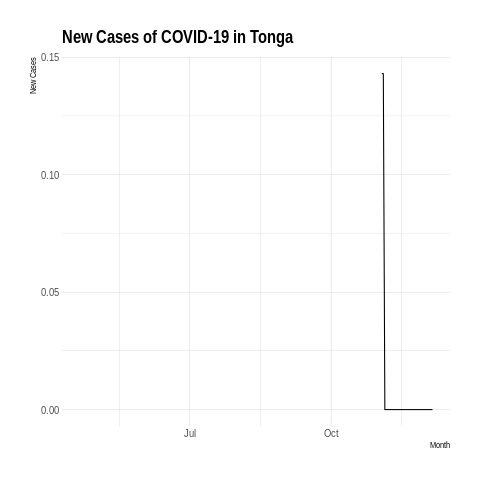 New Cases of COVID-19 in Tonga
New Cases
0.15
0.10
0.05
0.00
Jul
Oct
Month